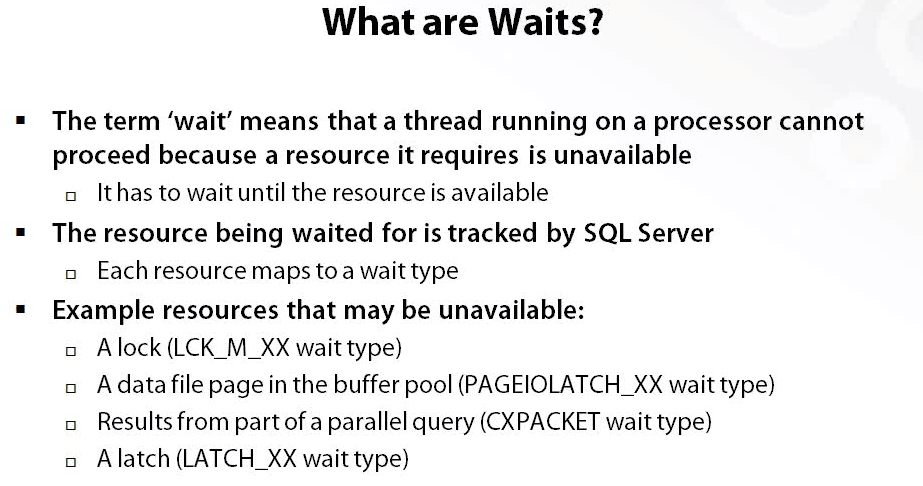 What are Waits?
▪ The term ‘wait’ means that a thread running on a processor cannot
proceed because a resource it requires is unavailable
▫ It has to wait until the resource is available
▪ The resource being waited for is tracked by SQL Server
▫ Each resource maps to a wait type
▪ Example resources that may be unavailable:
▫ A lock (LCK_M_XX wait type)
▫ A data file page in the buffer pool (PAGEIOLATCH_XX wait type)
▫ Results from part of a parallel query (CXPACKET wait type)
▫ A latch (LATCH_XX wait type)